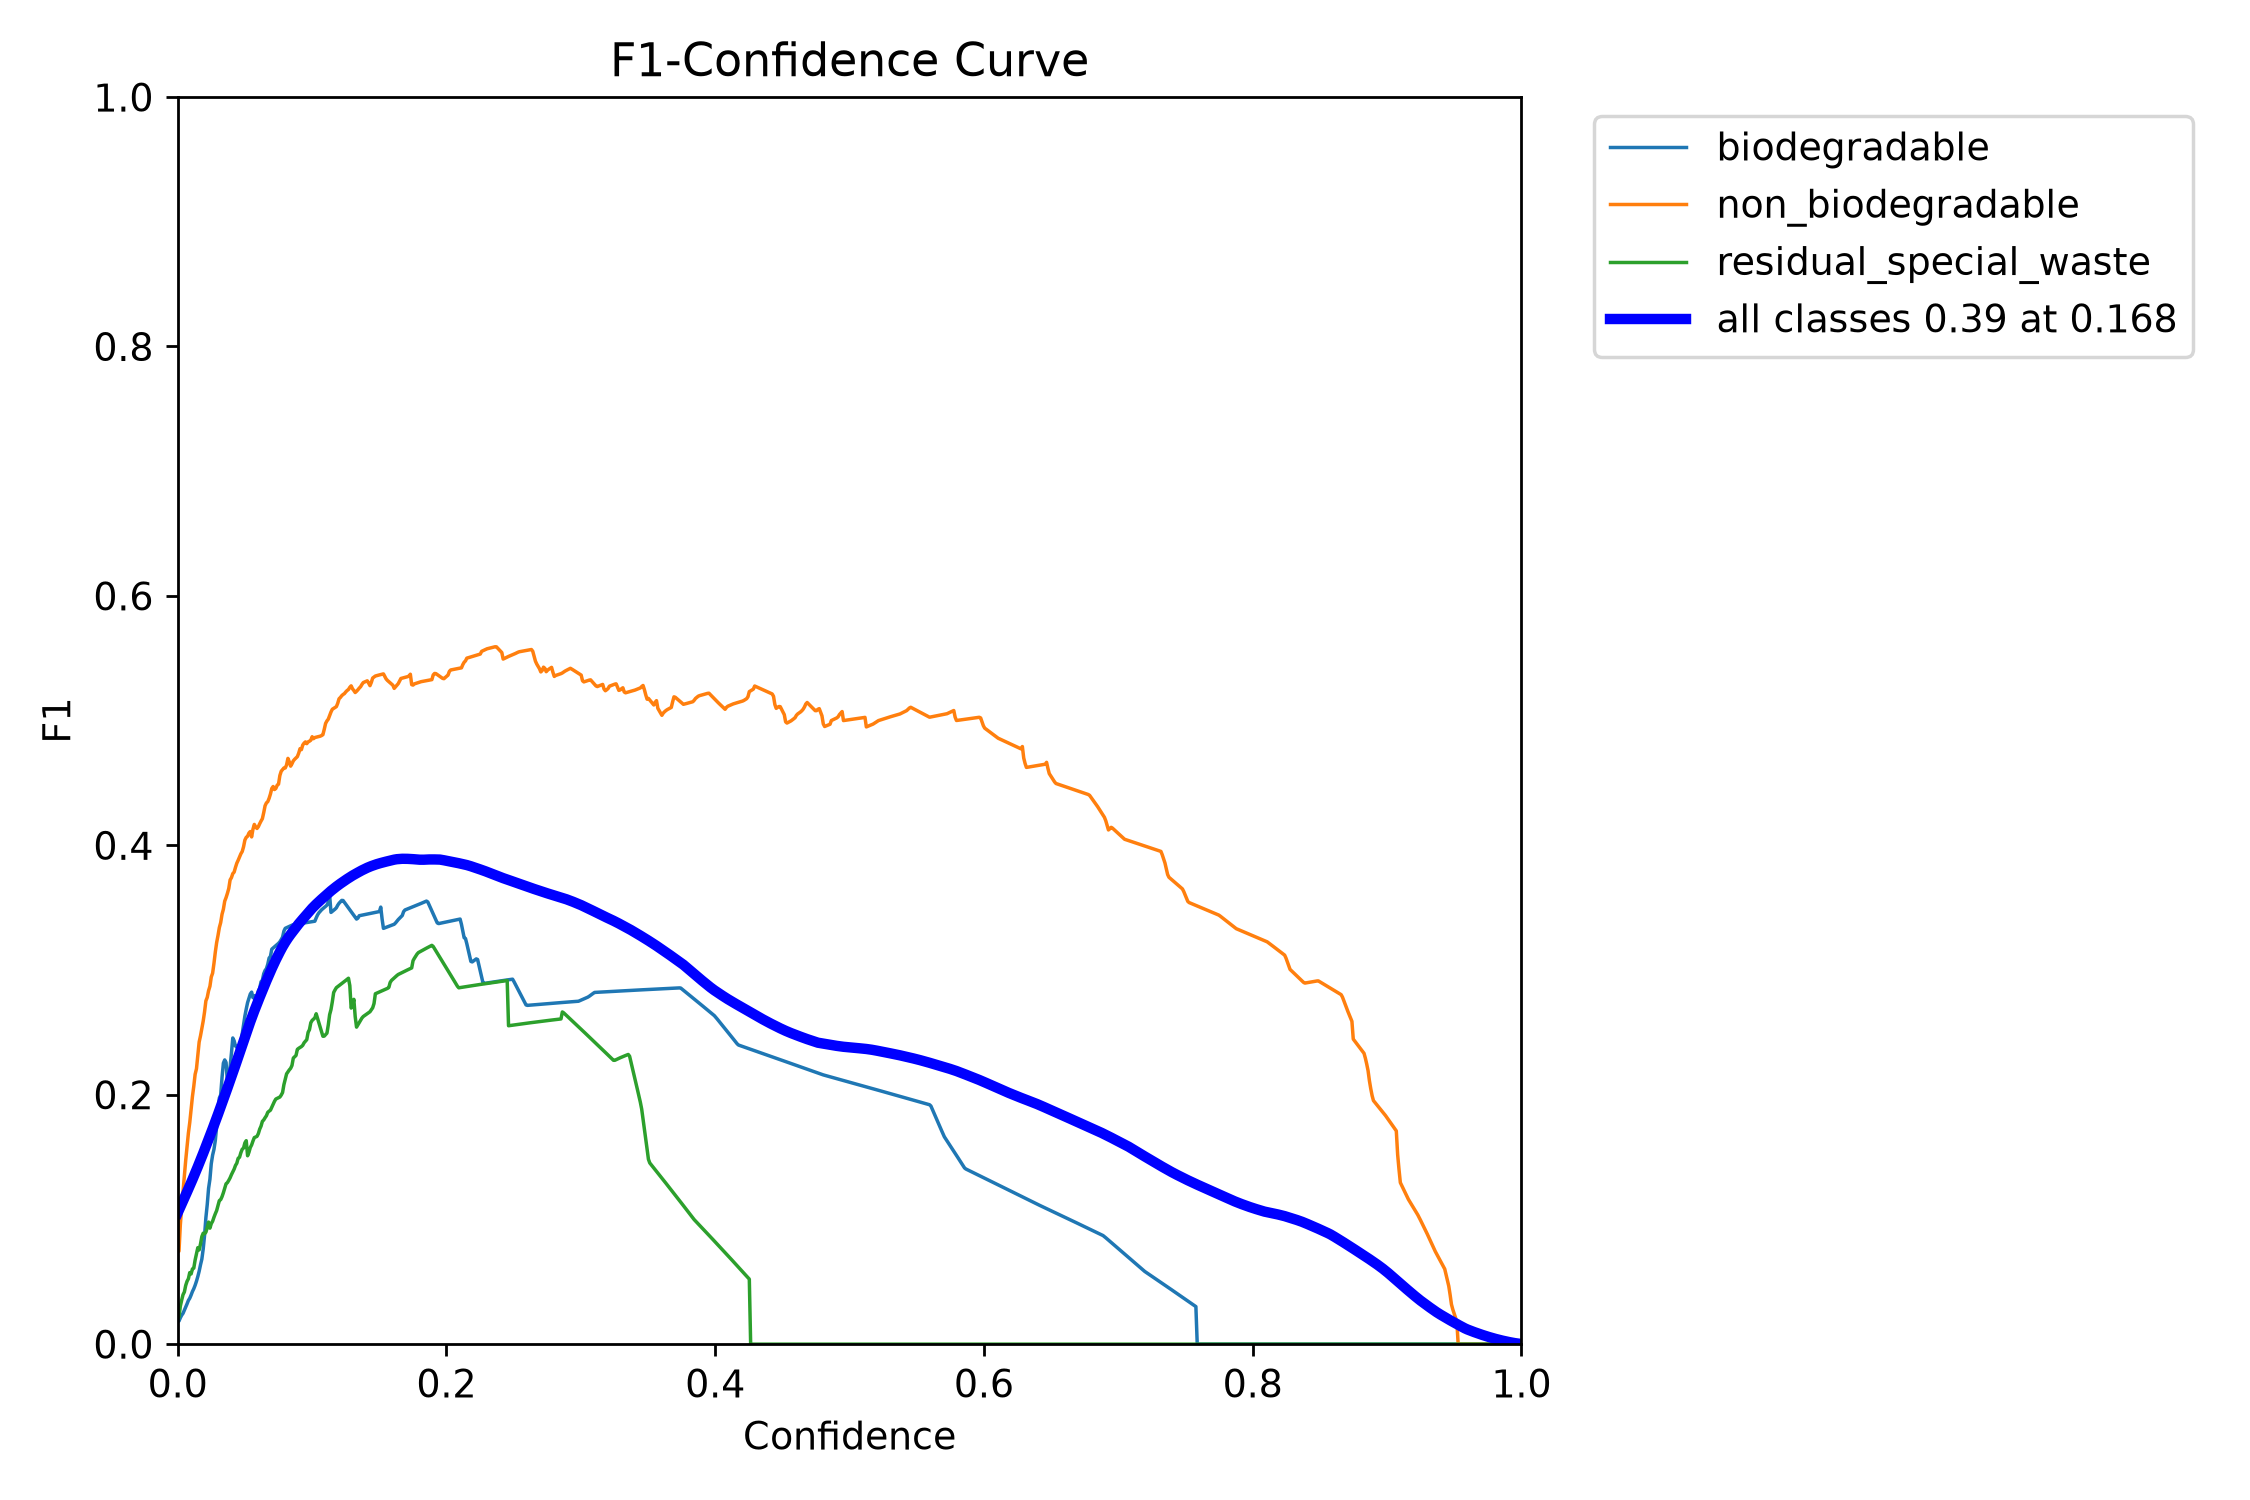 F1-Confidence Curve
1.0
0.8
0.6
0.4
0.2
0.0
F1
0.0 0.2 0.4 0.6 0.8 1.0
Confidence
biodegradable
non_biodegradable
residual_special_waste
all classes 0.39 at 0.168